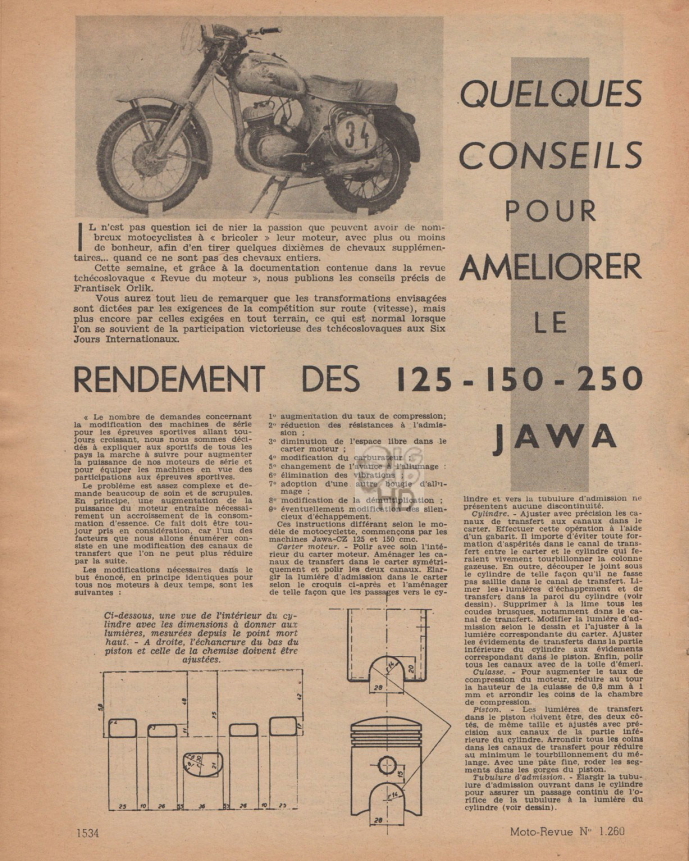 34
QUELQUES
CONSEILS
POUR
AMELIORER
LE
RENDEMENT DES 125-150-250
JAWA
IL n'est pas question ici de nier la passion que peuvent avoir de nom-
breux motocyclistes à « bricoler » leur moteur, avec plus ou moins
de bonheur, afin d'en tirer quelques dixièmes de chevaux supplémen-
taires... quand ce ne sont pas des chevaux entiers.
Cette semaine, et grâce à la documentation contenue dans la revue
tchécoslovaque « Revue du moteur », nous publions les conseils précis de
Frantisek Orlik.
Vous aurez tout lieu de remarquer que les transformations envisagées
sont dictées par les exigences de la compétition sur route (vitesse), mais
plus encore par celles exigées en tout terrain, ce qui est normal lorsque
l'on se souvient de la participation victorieuse des tchécoslovaques aux Six
Jours Internationaux.
« Le nombre de demandes concernant
la modification des machines de série
pour les épreuves sportives allant tou-
jours croissant, nous nous sommes déci-
dés à expliquer aux sportifs de tous les
pays la marche à suivre pour augmenter
la puissance de nos moteurs de série et
pour équiper les machines en vue des
participations aux épreuves sportives.
Le problème est assez complexe et de-
mande beaucoup de soin et de scrupules.
En principe, une augmentation de la
puissance du moteur entraîne nécessai-
rement un accroissement de la consom-
mation d'essence. Ce fait doit être tou-
jour pris en considération, car l'un des
facteurs que nous allons énumérer con-
siste en une modification des canaux de
transfert que l'on ne peut plus réduire
par la suite.
Les modifications nécessaires dans le
but énoncé, en principe identiques pour
tous nos moteurs à deux temps, sont les
suivantes :
1° augmentation du taux de compression;
2° réduction des résistances à l'admis-
sion ;
3° diminution de l'espace libre dans le
carter moteur ;
4° modification du carburateur ;
5° changement de l'avance à l'allumage :
6° élimination des vibrations ;
7° adoption d'une autre bougie d'allu-
mage ;
8° modification de la démultiplication ;
9° éventuellement modification silen-
cieux d'échappement.
Ces instructions différant selon le mo-
dèle de motocyclette, commençons par les
machines Jawa-CZ 125 et 150 cmc.
Carter moteur. - Polir avec soin l'inté-
rieur du carter moteur. Aménager les ca-
naux de transfert dans le carter symétri-
quement et polir les deux canaux. Elar-
gir la lumière d'admission dans le carter
selon le croquis ci-après et l'aménager
de telle façon que les passages vers le cy-
lindre et vers la tubulure d'admission ne
présentent aucune discontinuité.
Cylindre. - Ajuster avec précision les ca-
naux de transfert aux canaux dans le
carter. Effectuer cette opération à l'aide
d'un gabarit. Il importe d'éviter toute for-
mation d'aspérités dans le canal de trans-
fert entre le carter et le cylindre qui fe-
raient vivement tourbillonner la colonne
gazeuse. En outre, découper le joint sous
le cylindre de telle façon qu'il ne fasse
pas saillie dans le canal de transfert. Li-
mer les lumières d'échappement et de
transfert dans la paroi du cylindre (voir
dessin). Supprimer à la lime tous les
coudes brusques, notamment dans le ca-
nal de transfert. Modifier la lumière d'ad-
mission selon le dessin et l'ajuster à la
lumière correspondante du carter. Ajuster
les évidements de transferts dans la partie
inférieure du cylindre aux évidements
correspondant dans le piston. Enfin, polir
tous les canaux avec de la toile d'émeri.
Culasse. - Pour augmenter le taux de
compression du moteur, réduire au tour
la hauteur de la culasse de 0,8 mm à 1
mm et arrondir les coins de la chambre
de compression.
Piston. - Les lumières de transfert
dans le piston doivent être, des deux cô-
tés, de même taille et ajustés avec pré-
cision aux canaux de la partie infé-
rieure du cylindre. Arrondir tous les coins
dans les canaux de transfert pour réduire
au minimum le tourbillonnement du mé-
lange. Avec une pâte fine, roder les seg-
ments dans les gorges du piston.
Tubulure d'admission. - Elargir la tubu-
lure d'admission ouvrant dans le cylindre
pour assurer un passage continu de l'o-
rifice de la tubulure à la lumière du
cylindre (voir dessin).
Ci-dessous, une vue de l'intérieur du cy-
lindre avec les dimensions à donner aux
lumières, mesurées depuis le point mort
haut. - A droite, l'échancrure du bas du
piston et celle de la chemise doivent être
ajustées.
25 10 26 36 26 10 25
28 20
15
28
1534
Moto-Revue N° 1.260